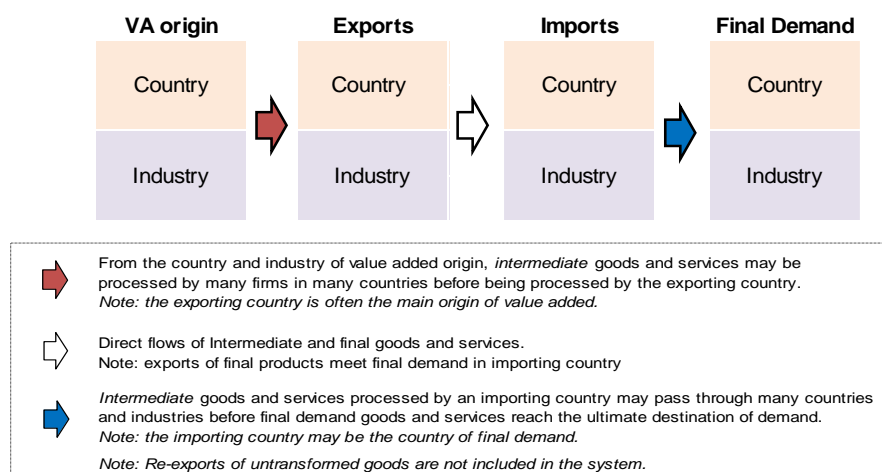 VA origin Exports Imports Final Demand
Country Country Country Country
Industry Industry Industry Industry
From the country and industry of value added origin, intermediate goods and services may be
processed by many firms in many countries before being processed by the exporting country.
Note: the exporting country is often the main origin of value added.
Direct flows of Intermediate and final goods and services.
Note: exports of final products meet final demand in importing country
Intermediate goods and services processed by an importing country may pass through many countries
and industries before final demand goods and services reach the ultimate destination of demand.
Note: the importing country may be the country of final demand.
Note: Re-exports of untransformed goods are not included in the system.